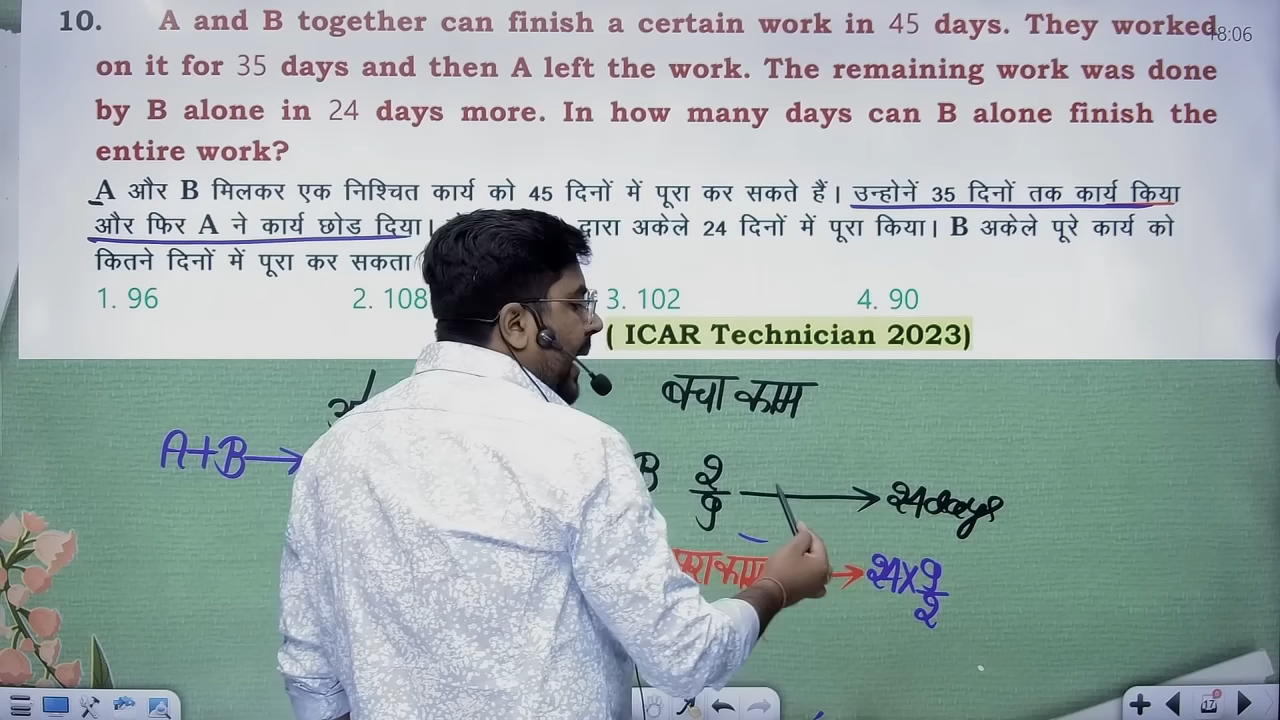 10. A and B together can finish a certain work in 45 days. They worked
18:06
on it for 35 days and then A left the work. The remaining work was done
by B alone in 24 days more. In how many days can B alone finish the
entire work?
A और B मिलकर एक निश्चित कार्य को 45 दिनों में पूरा कर सकते हैं। उन्होनें 35 दिनों तक कार्य किया
और फिर A ने कार्य छोड दिया। द्वारा अकेले 24 दिनों में पूरा किया। B अकेले पूरे कार्य को
कितने दिनों में पूरा कर सकता
1. 96 2. 108 3. 102 4. 90
( ICAR Technician 2023)
बचा काम
A+B→
B 2/9 → 24days
काम → 24×9/2
17